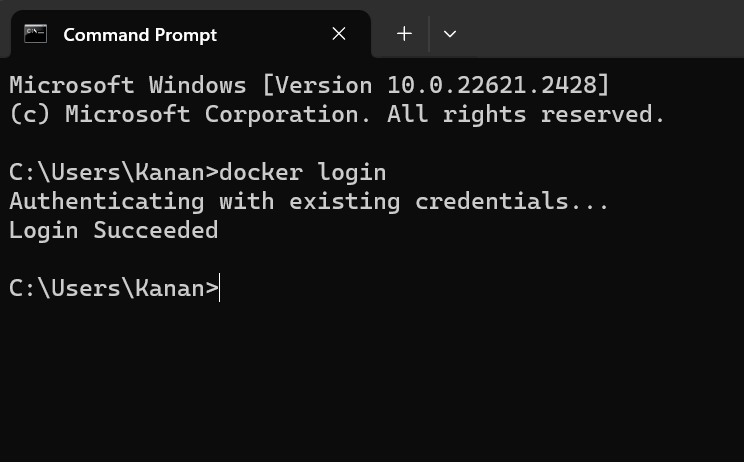 Command Prompt
Microsoft Windows [Version 10.0.22621.2428]
(c) Microsoft Corporation. All rights reserved.
C:\Users\Kanan>docker login
Authenticating with existing credentials...
Login Succeeded
C:\Users\Kanan>